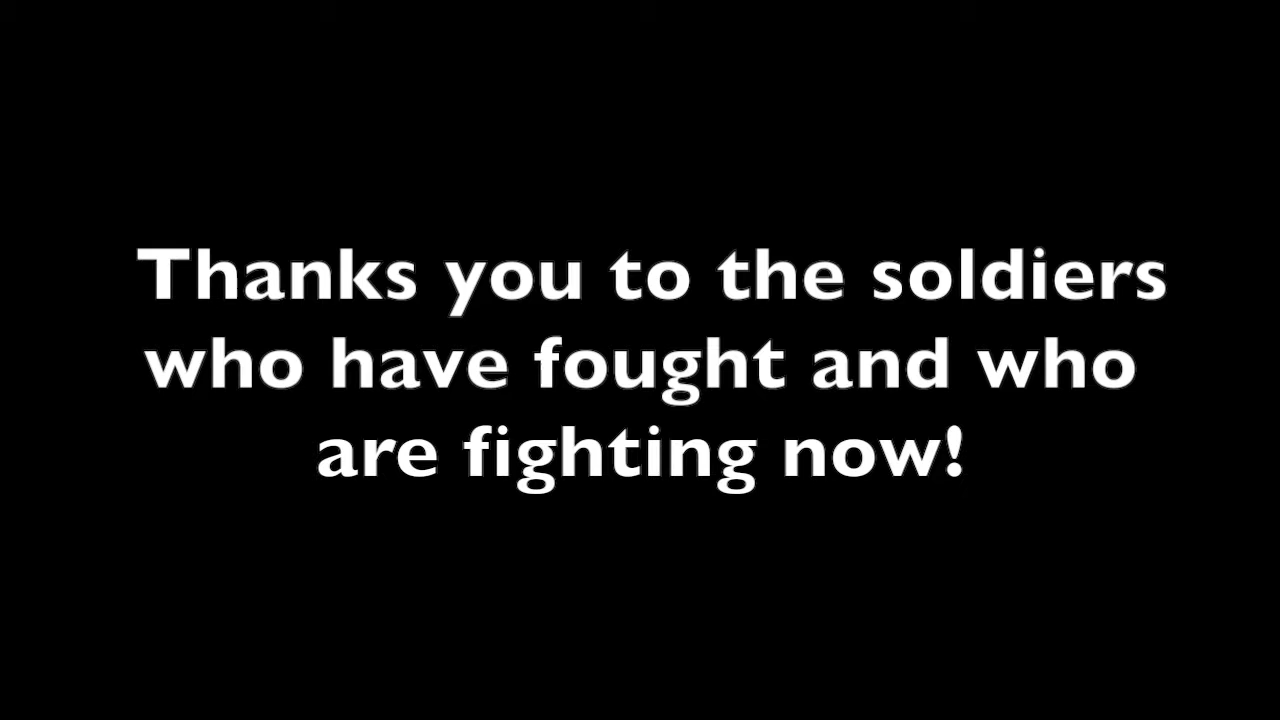 Thanks you to the soldiers
who have fought and who
are fighting now!